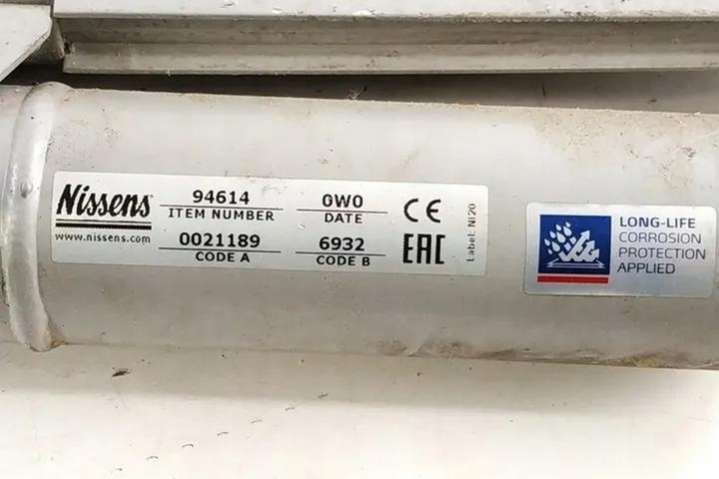 Nissens
www.nissens.com
94614
ITEM NUMBER
0W0
DATE
0021189
CODE A
6932
CODE B
CE
EAC
Label: NI20
LONG-LIFE
CORROSION
PROTECTION
APPLIED